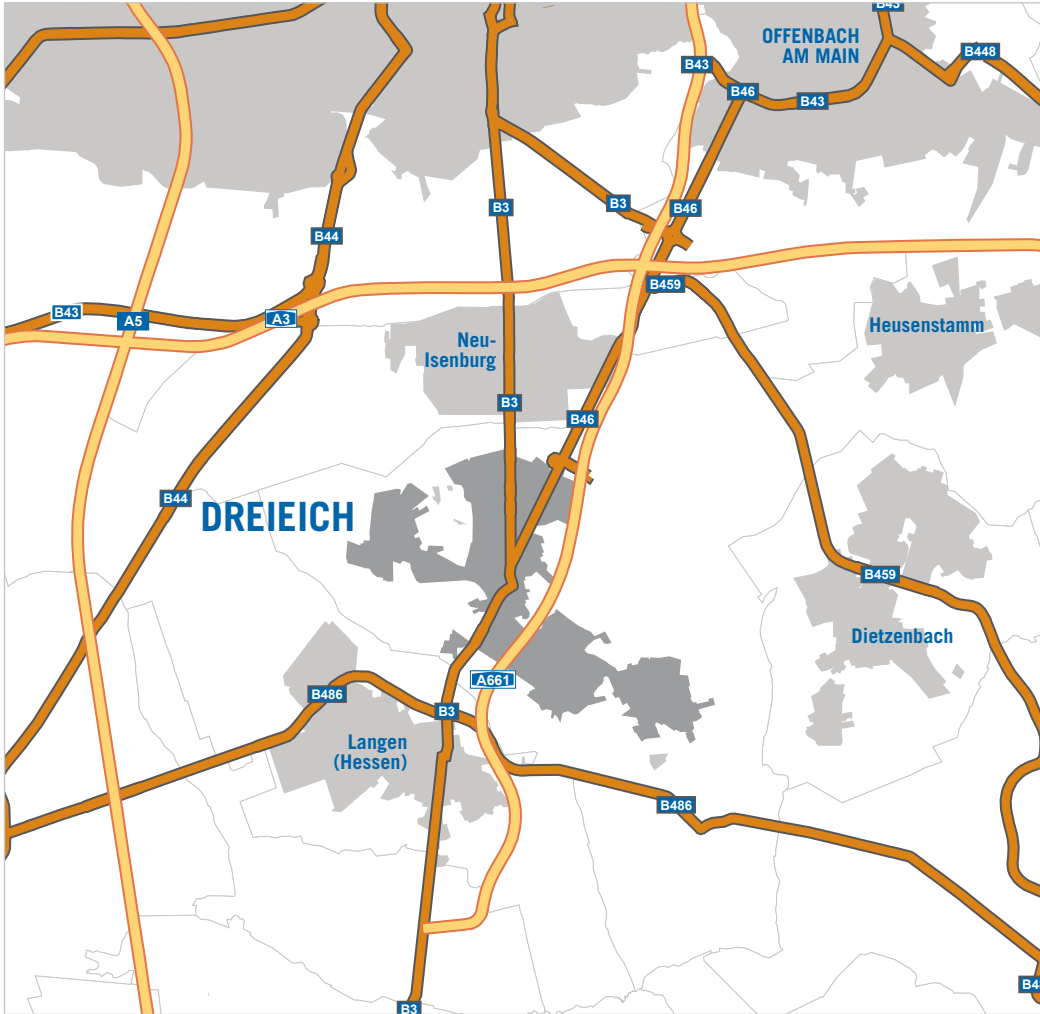 B43
OFFENBACH
AM MAIN
B448
B43
B46
B43
B3
B3
B46
B44
B459
B43
A5
A3
Heusenstamm
Neu-
Isenburg
B3
B46
B44
DREIEICH
B459
Dietzenbach
A661
B486
B3
Langen
(Hessen)
B486
B3